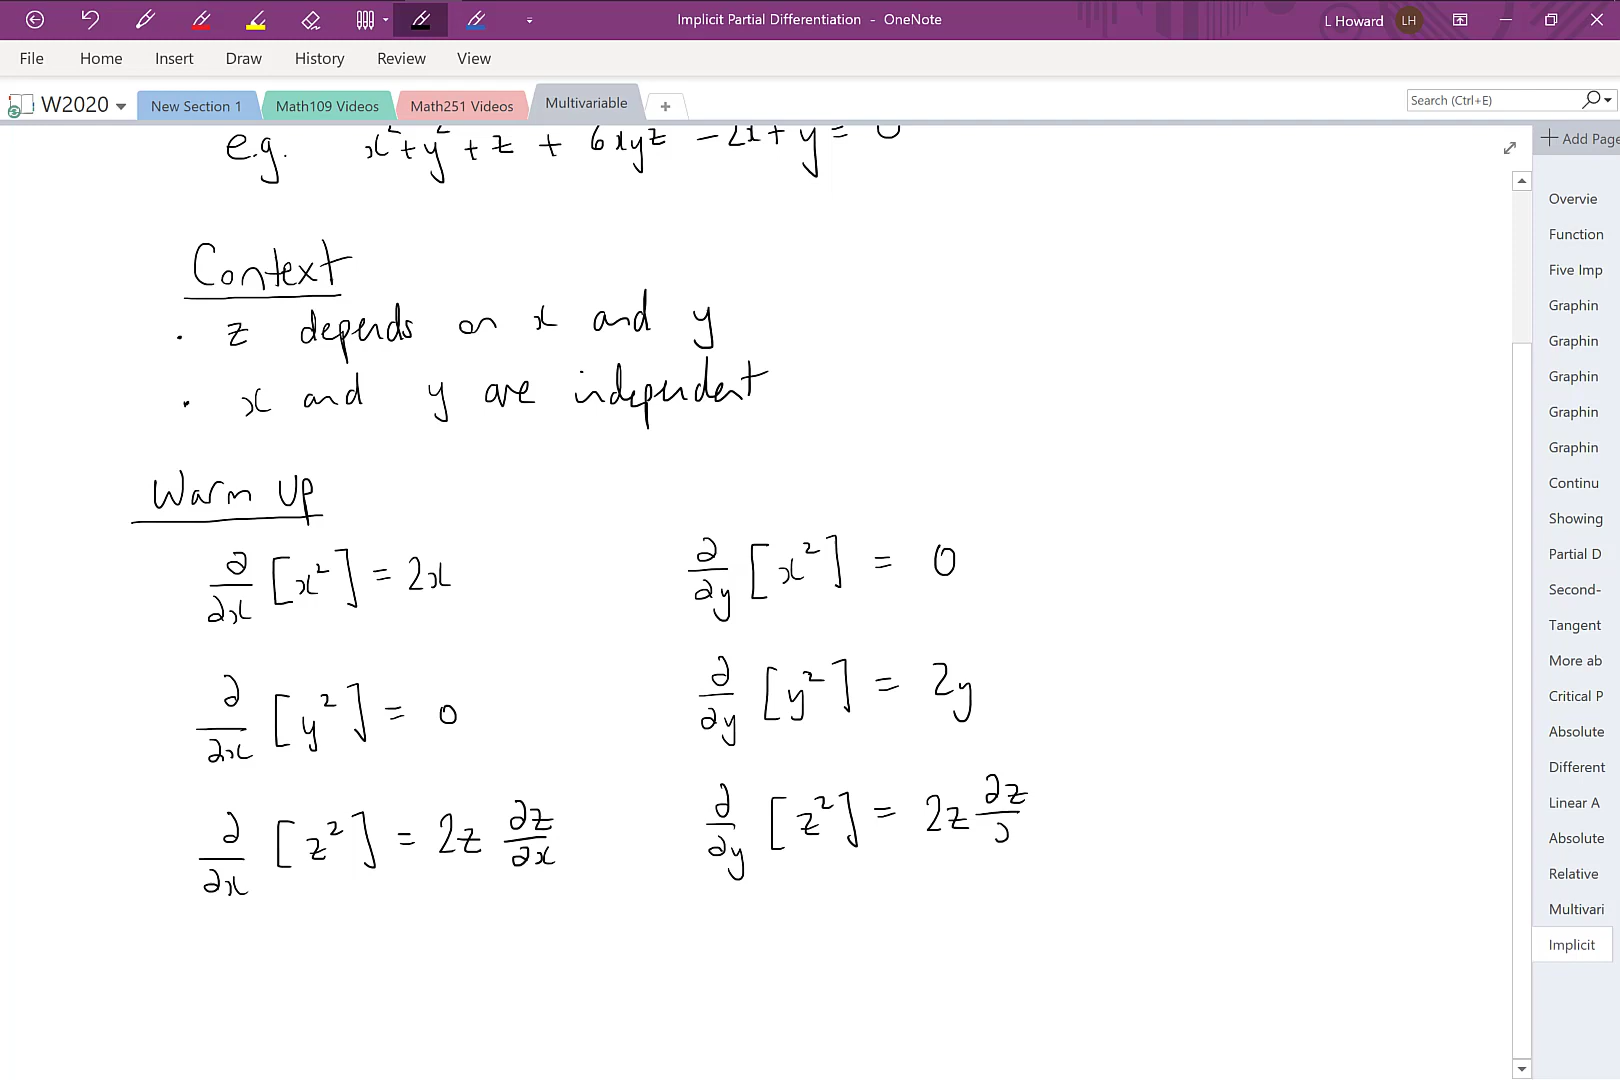 Implicit Partial Differentiation - OneNote
L Howard LH
File Home Insert Draw History Review View
W2020 New Section 1 Math109 Videos Math251 Videos Multivariable
Search (Ctrl+E)
Add Page
e.g. x² + y² + z + 6xyz - 2x + y = 0
Context
· z depends on x and y
· x and y are independent
Warm up
∂/∂x [x²] = 2x
∂/∂y [x²] = 0
∂/∂x [y²] = 0
∂/∂y [y²] = 2y
∂/∂x [z²] = 2z ∂z/∂x
∂/∂y [z²] = 2z ∂z/
Overvie
Function
Five Imp
Graphin
Graphin
Graphin
Graphin
Graphin
Continu
Showing
Partial D
Second-
Tangent
More ab
Critical P
Absolute
Different
Linear A
Absolute
Relative
Multivari
Implicit